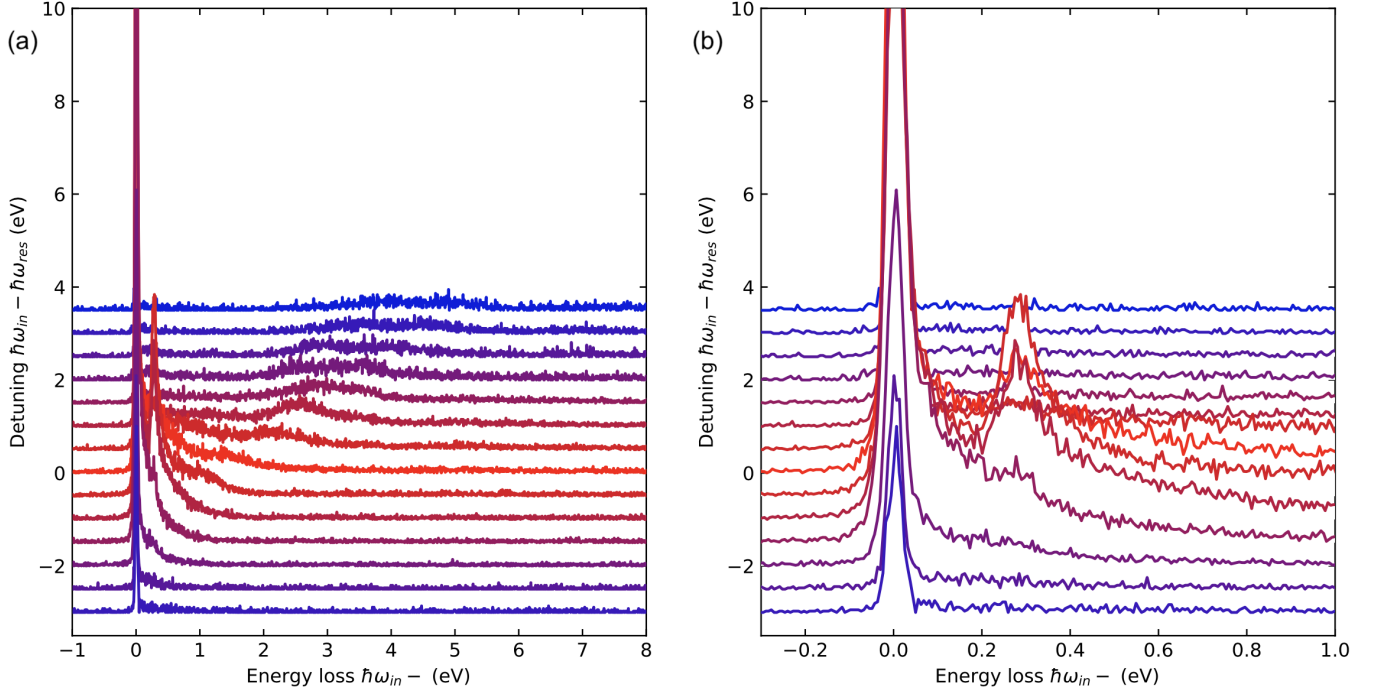 (a)
10
8
6
4
2
0
−2
Detuning ℏω_in − ℏω_res (eV)
−1 0 1 2 3 4 5 6 7 8
Energy loss ℏω_in − (eV)
(b)
10
8
6
4
2
0
−2
Detuning ℏω_in − ℏω_res (eV)
−0.2 0.0 0.2 0.4 0.6 0.8 1.0
Energy loss ℏω_in − (eV)